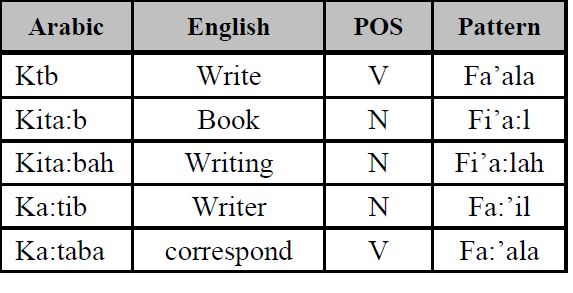 Arabic English POS Pattern
Ktb Write V Fa’ala
Kita:b Book N Fi’a:l
Kita:bah Writing N Fi’a:lah
Ka:tib Writer N Fa:’il
Ka:taba correspond V Fa:’ala